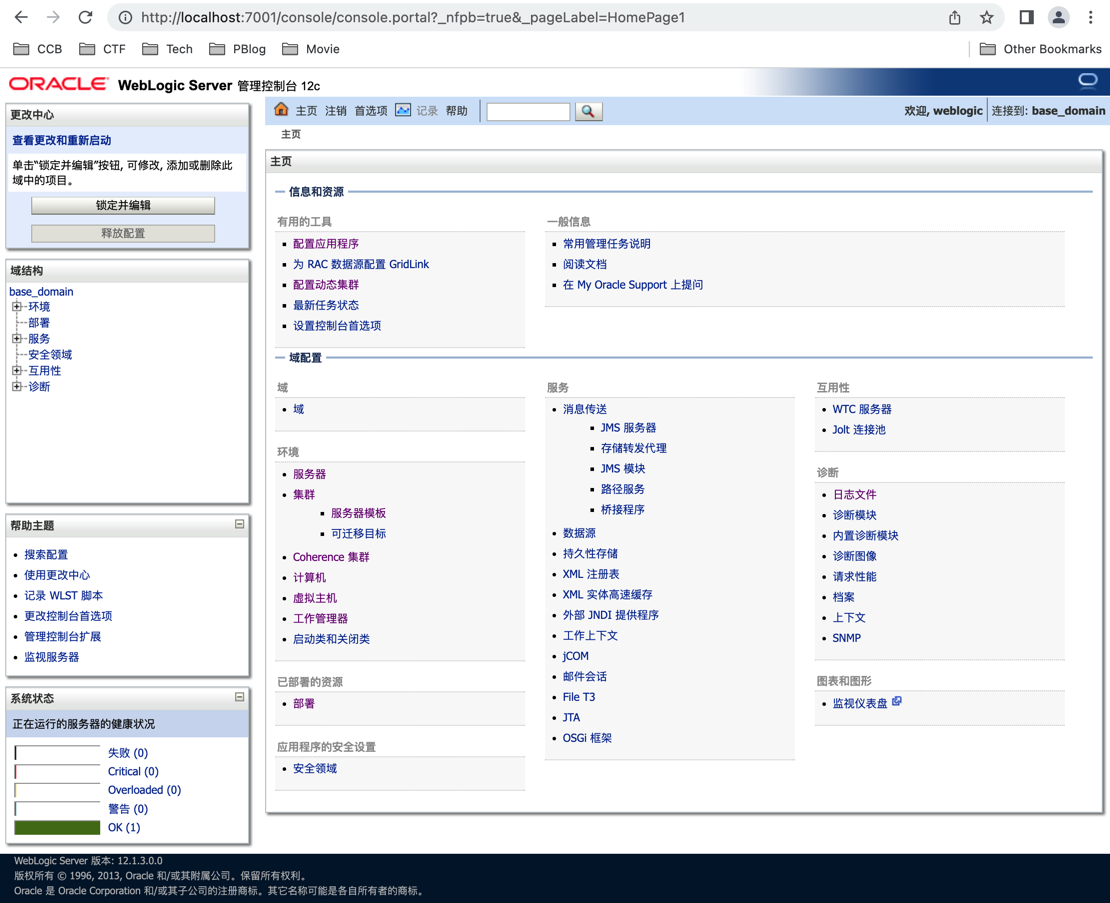 http://localhost:7001/console/console.portal?_nfpb=true&_pageLabel=HomePage1
CCB CTF Tech PBlog Movie Other Bookmarks
ORACLE WebLogic Server 管理控制台 12c
更改中心
查看更改和重新启动
单击“锁定并编辑”按钮, 可修改, 添加或删除此
域中的项目。
锁定并编辑
释放配置
域结构
base_domain
环境
部署
服务
安全领域
互用性
诊断
帮助主题
搜索配置
使用更改中心
记录 WLST 脚本
更改控制台首选项
管理控制台扩展
监视服务器
系统状态
正在运行的服务器的健康状况
失败 (0)
Critical (0)
Overloaded (0)
警告 (0)
OK (1)
主页 注销 首选项 记录 帮助
欢迎, weblogic 连接到: base_domain
主页
主页
信息和资源
有用的工具
配置应用程序
为 RAC 数据源配置 GridLink
配置动态集群
最新任务状态
设置控制台首选项
一般信息
常用管理任务说明
阅读文档
在 My Oracle Support 上提问
域配置
域
域
环境
服务器
集群
服务器模板
可迁移目标
Coherence 集群
计算机
虚拟主机
工作管理器
启动类和关闭类
已部署的资源
部署
应用程序的安全设置
安全领域
服务
消息传送
JMS 服务器
存储转发代理
JMS 模块
路径服务
桥接程序
数据源
持久性存储
XML 注册表
XML 实体高速缓存
外部 JNDI 提供程序
工作上下文
jCOM
邮件会话
File T3
JTA
OSGi 框架
互用性
WTC 服务器
Jolt 连接池
诊断
日志文件
诊断模块
内置诊断模块
诊断图像
请求性能
档案
上下文
SNMP
图表和图形
监视仪表盘
WebLogic Server 版本: 12.1.3.0.0
版权所有 © 1996, 2013, Oracle 和/或其附属公司。保留所有权利。
Oracle 是 Oracle Corporation 和/或其子公司的注册商标。其它名称可能是各自所有者的商标。